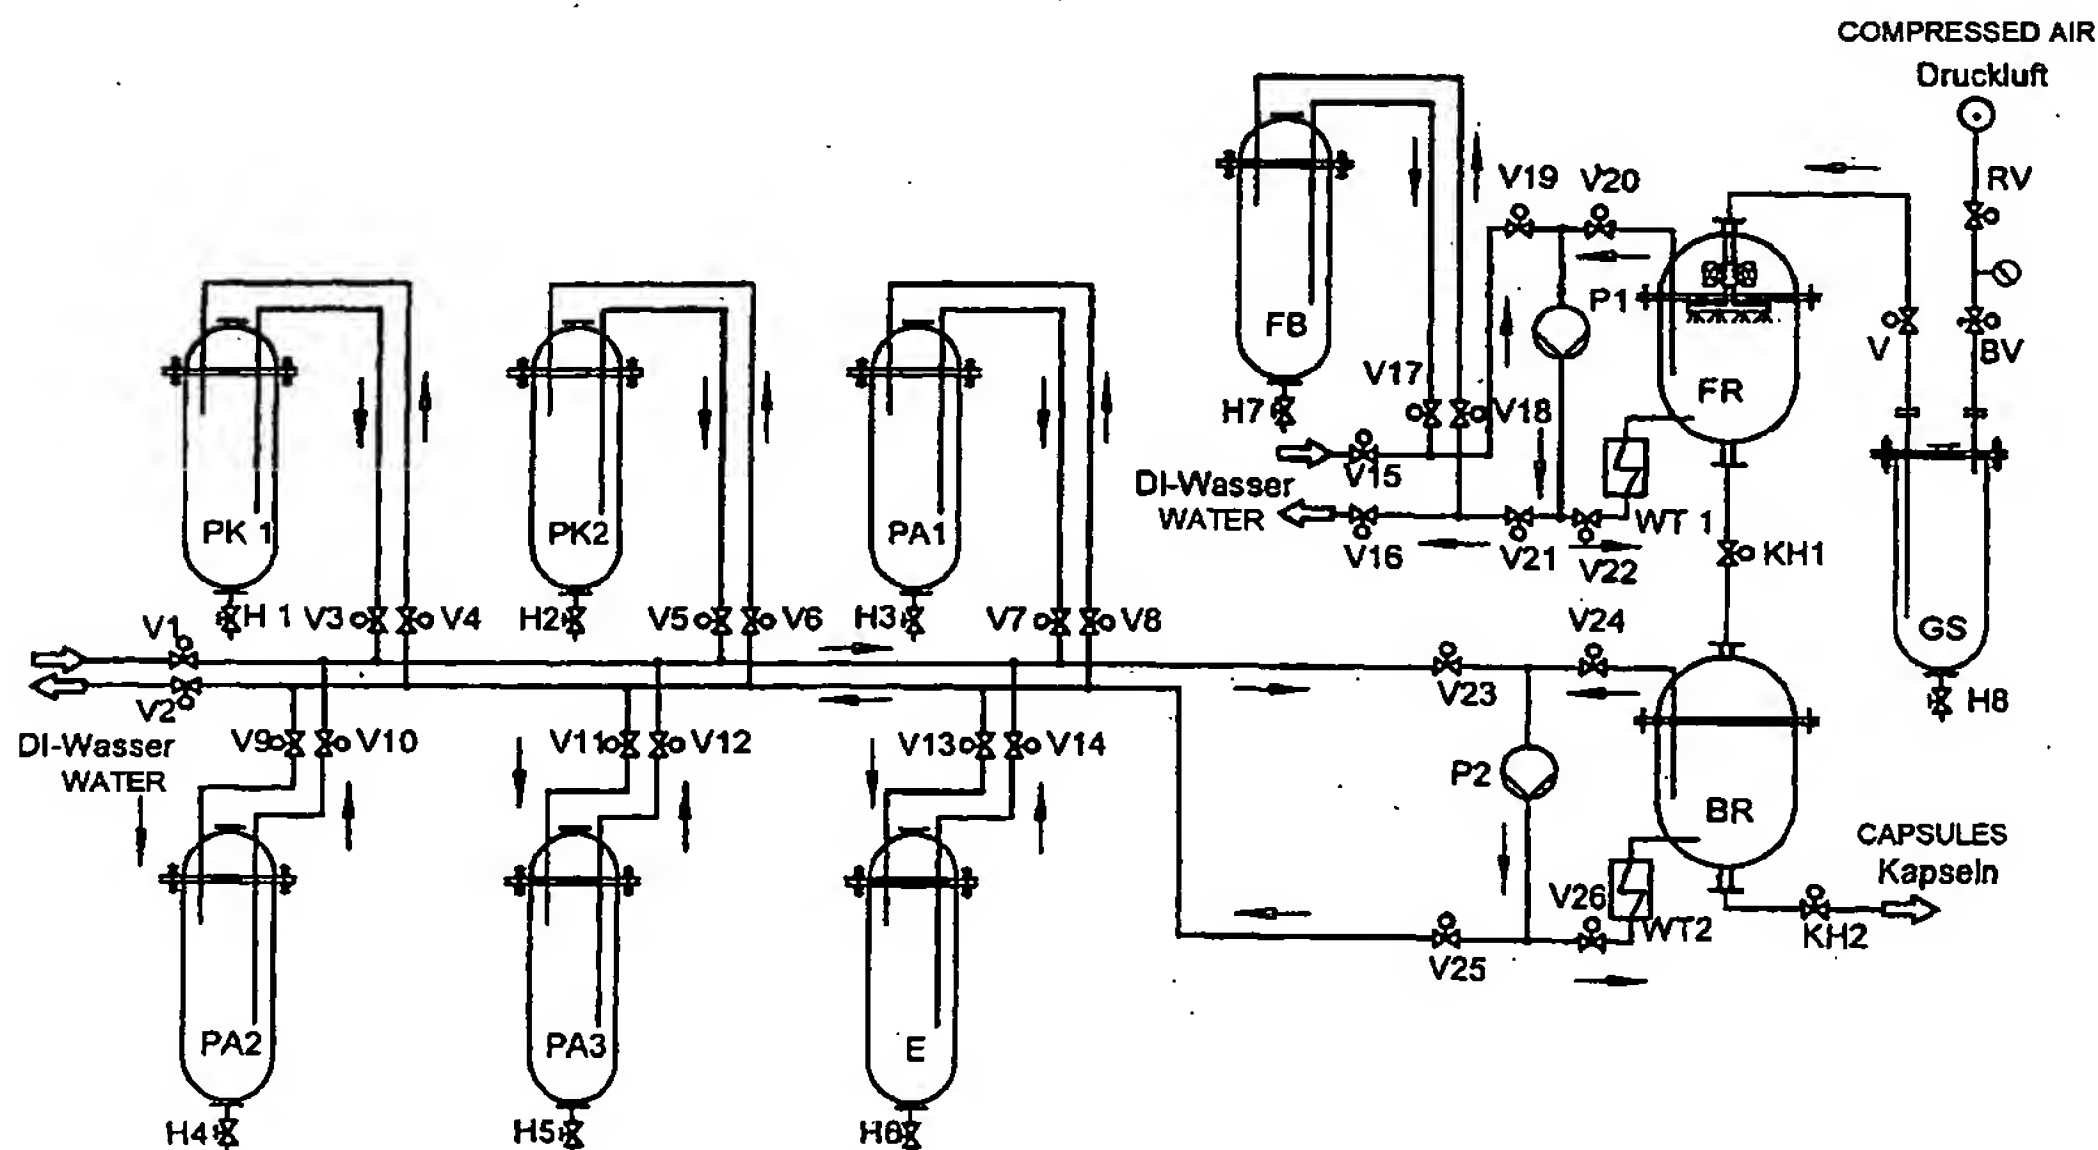 COMPRESSED AIR
Druckluft
RV
V19 V20
P1
FB
V BV
FR
V17
H7 V18
V15
DI-Wasser
WATER
WT 1
V16 V21 V22
KH1
PK 1 PK2 PA1
H 1 V3 V4 H2 V5 V6 H3 V7 V8
V1
V24
GS
V2
V23
H8
DI-Wasser
WATER
V9 V10 V11 V12 V13 V14
P2
BR
CAPSULES
Kapseln
V26
WT2
KH2
V25
PA2 PA3 E
H4 H5 H6